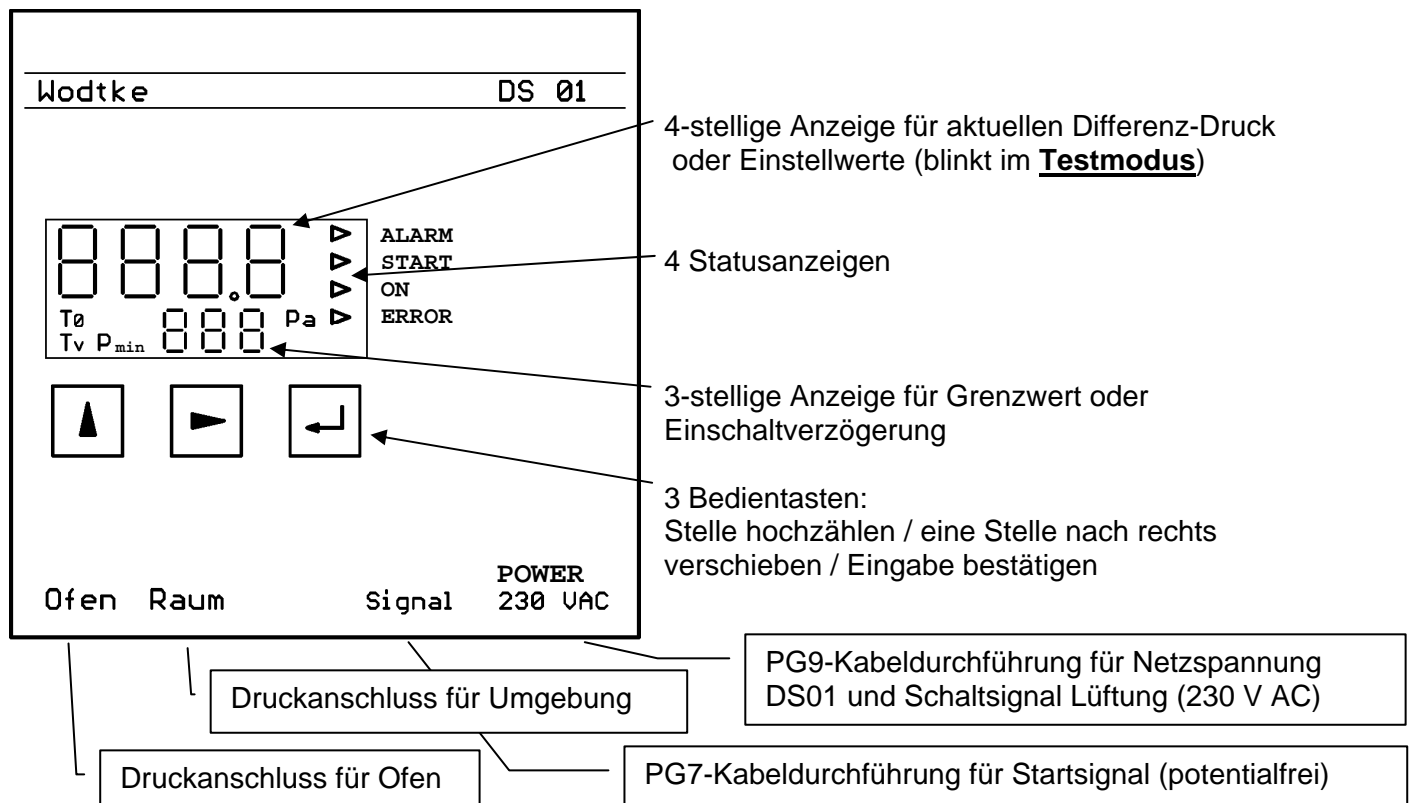 Wodtke DS 01
4-stellige Anzeige für aktuellen Differenz-Druck
oder Einstellwerte (blinkt im Testmodus)
888.8
ALARM
START
4 Statusanzeigen
ON
T0 Pa ERROR
Tv Pmin 888
3-stellige Anzeige für Grenzwert oder
Einschaltverzögerung
3 Bedientasten:
Stelle hochzählen / eine Stelle nach rechts
verschieben / Eingabe bestätigen
POWER
Ofen Raum Signal 230 VAC
PG9-Kabeldurchführung für Netzspannung
DS01 und Schaltsignal Lüftung (230 V AC)
Druckanschluss für Umgebung
Druckanschluss für Ofen
PG7-Kabeldurchführung für Startsignal (potentialfrei)